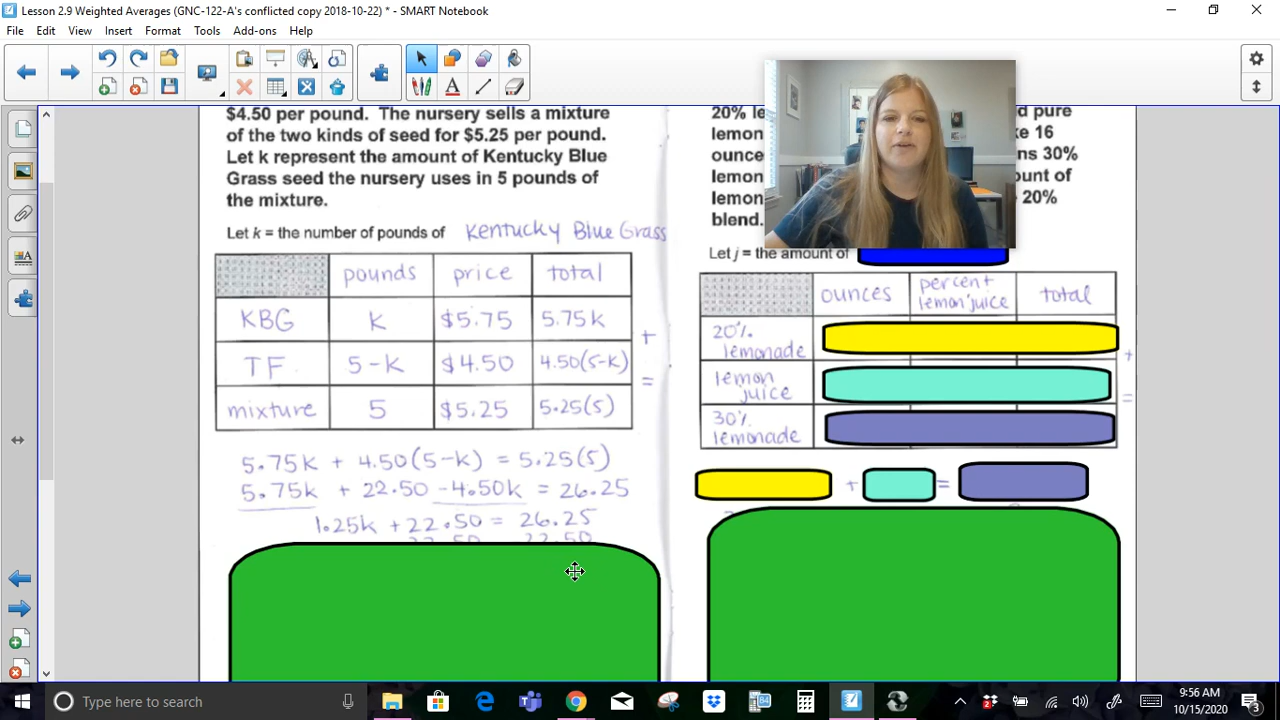 Lesson 2.9 Weighted Averages (GNC-122-A's conflicted copy 2018-10-22) * - SMART Notebook
File Edit View Insert Format Tools Add-ons Help
$4.50 per pound. The nursery sells a mixture
of the two kinds of seed for $5.25 per pound.
Let k represent the amount of Kentucky Blue
Grass seed the nursery uses in 5 pounds of
the mixture.
Let k = the number of pounds of Kentucky Blue Grass
pounds price total
KBG k $5.75 5.75k
+
TF 5-k $4.50 4.50(5-k)
=
mixture 5 $5.25 5.25(5)
5.75k + 4.50(5-k) = 5.25(5)
5.75k + 22.50 -4.50k = 26.25
1.25k +22.50 = 26.25
22.50 22.50
20% d pure
lemon 16
ounce ns 30%
lemon unt of
lemon 20%
blend.
Let j = the amount of
ounces percent lemon juice total
20% lemonade
+
lemon juice
=
30% lemonade
+ =
Type here to search
9:56 AM
10/15/2020
3